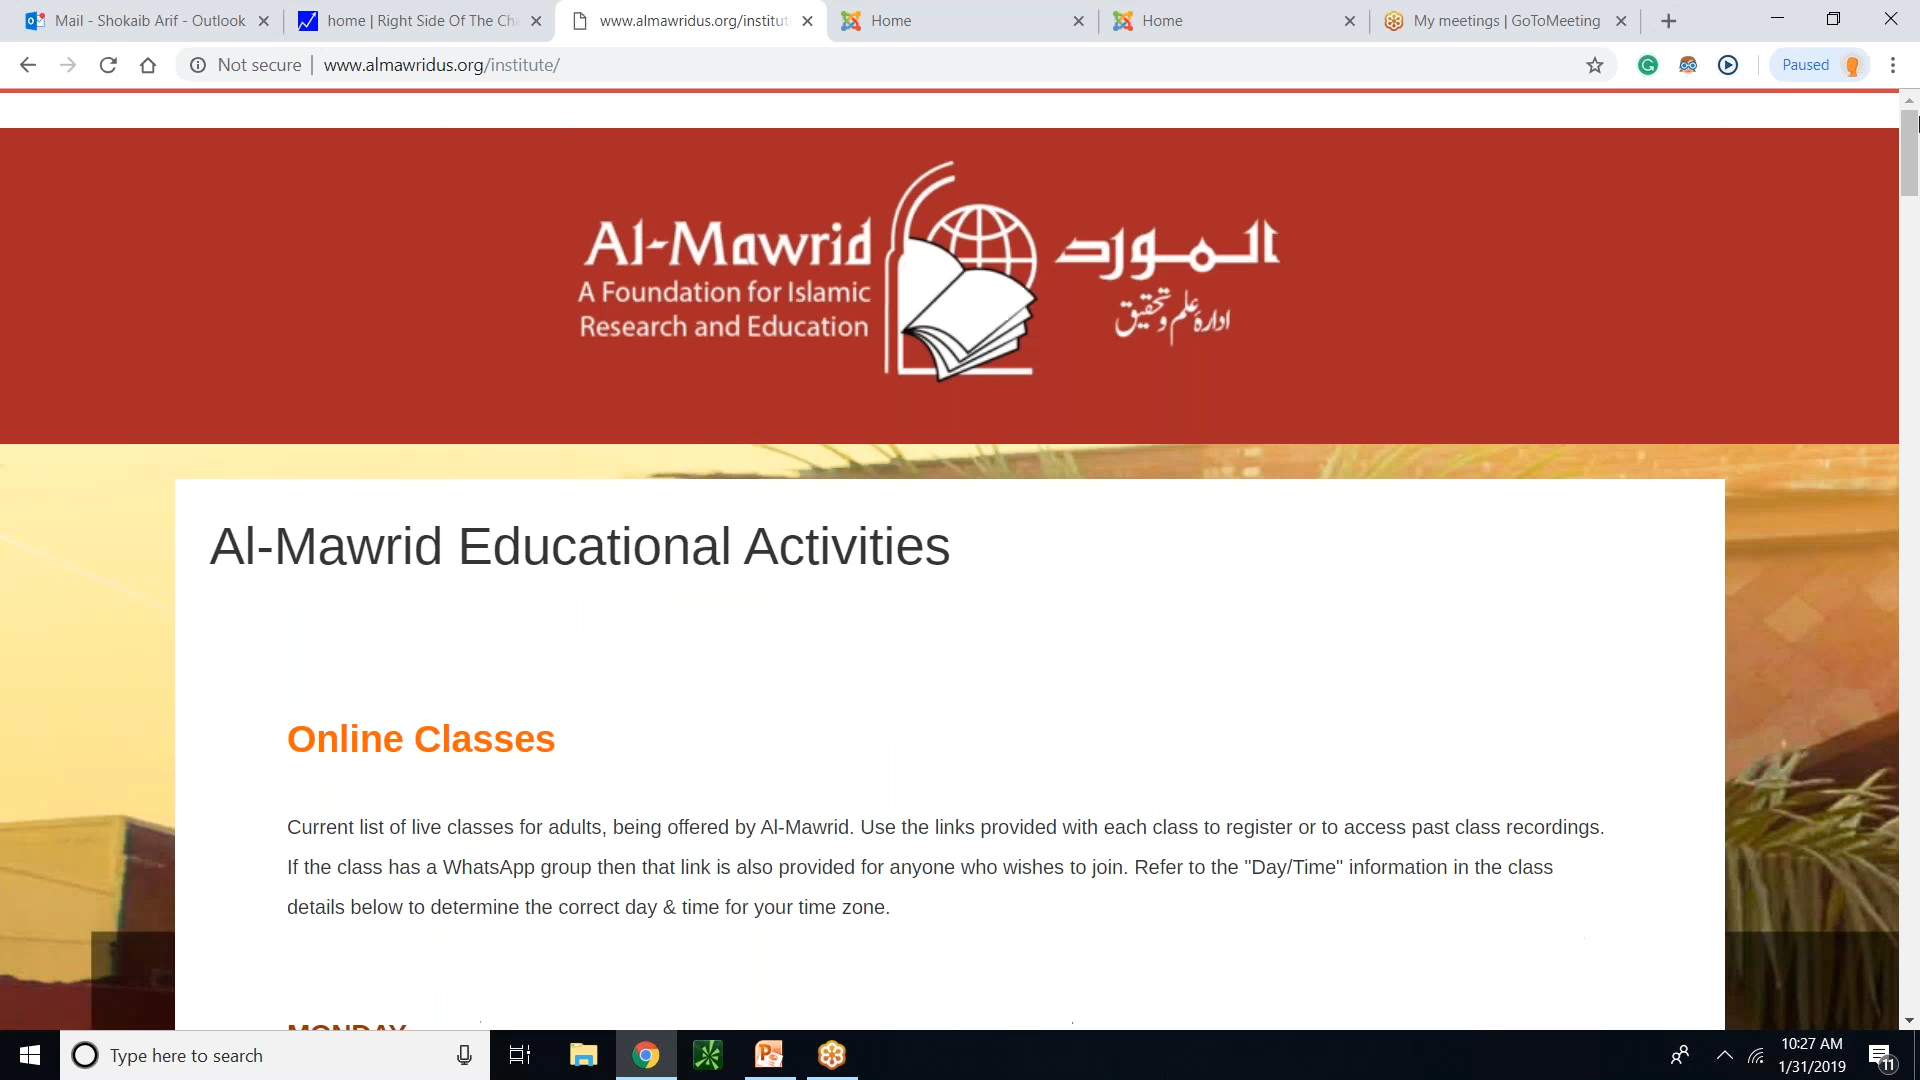 Mail - Shokaib Arif - Outlook
home | Right Side Of The Cha
www.almawridus.org/institut
Home
Home
My meetings | GoToMeeting
Not secure
www.almawridus.org/institute/
Paused
Al-Mawrid
A Foundation for Islamic
Research and Education
المورد
ادارۂ علم و تحقیق
Al-Mawrid Educational Activities
Online Classes
Current list of live classes for adults, being offered by Al-Mawrid. Use the links provided with each class to register or to access past class recordings.
If the class has a WhatsApp group then that link is also provided for anyone who wishes to join. Refer to the "Day/Time" information in the class
details below to determine the correct day & time for your time zone.
MONDAY
Type here to search
10:27 AM
1/31/2019
11